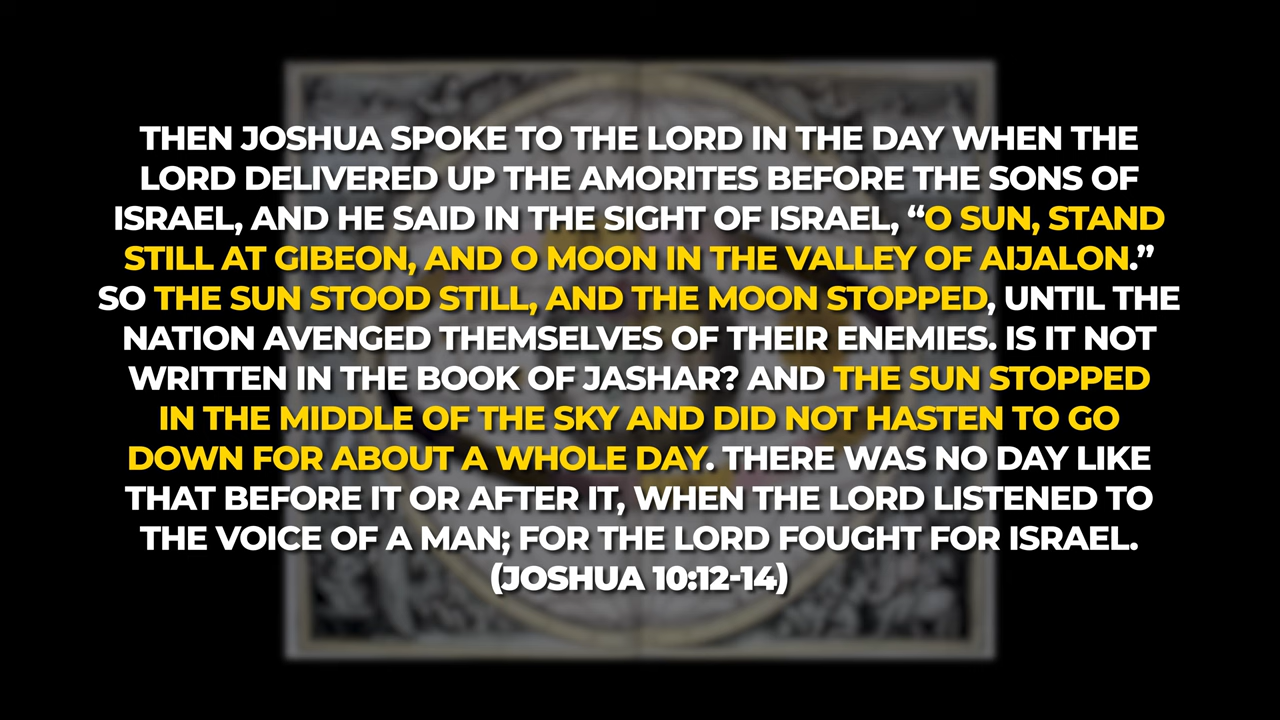 THEN JOSHUA SPOKE TO THE LORD IN THE DAY WHEN THE
LORD DELIVERED UP THE AMORITES BEFORE THE SONS OF
ISRAEL, AND HE SAID IN THE SIGHT OF ISRAEL, “O SUN, STAND
STILL AT GIBEON, AND O MOON IN THE VALLEY OF AIJALON.”
SO THE SUN STOOD STILL, AND THE MOON STOPPED, UNTIL THE
NATION AVENGED THEMSELVES OF THEIR ENEMIES. IS IT NOT
WRITTEN IN THE BOOK OF JASHAR? AND THE SUN STOPPED
IN THE MIDDLE OF THE SKY AND DID NOT HASTEN TO GO
DOWN FOR ABOUT A WHOLE DAY. THERE WAS NO DAY LIKE
THAT BEFORE IT OR AFTER IT, WHEN THE LORD LISTENED TO
THE VOICE OF A MAN; FOR THE LORD FOUGHT FOR ISRAEL.
(JOSHUA 10:12-14)